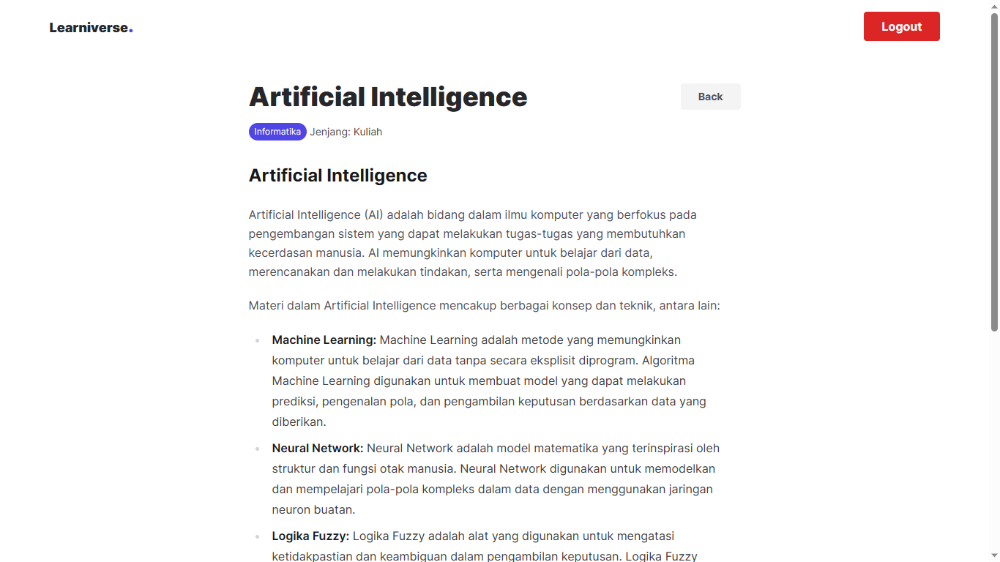 Learniverse.
Logout
Artificial Intelligence
Back
Informatika Jenjang: Kuliah
Artificial Intelligence
Artificial Intelligence (AI) adalah bidang dalam ilmu komputer yang berfokus pada
pengembangan sistem yang dapat melakukan tugas-tugas yang membutuhkan
kecerdasan manusia. AI memungkinkan komputer untuk belajar dari data,
merencanakan dan melakukan tindakan, serta mengenali pola-pola kompleks.
Materi dalam Artificial Intelligence mencakup berbagai konsep dan teknik, antara lain:
Machine Learning: Machine Learning adalah metode yang memungkinkan
komputer untuk belajar dari data tanpa secara eksplisit diprogram. Algoritma
Machine Learning digunakan untuk membuat model yang dapat melakukan
prediksi, pengenalan pola, dan pengambilan keputusan berdasarkan data yang
diberikan.
Neural Network: Neural Network adalah model matematika yang terinspirasi oleh
struktur dan fungsi otak manusia. Neural Network digunakan untuk memodelkan
dan mempelajari pola-pola kompleks dalam data dengan menggunakan jaringan
neuron buatan.
Logika Fuzzy: Logika Fuzzy adalah alat yang digunakan untuk mengatasi
ketidakpastian dan keambiguan dalam pengambilan keputusan. Logika Fuzzy